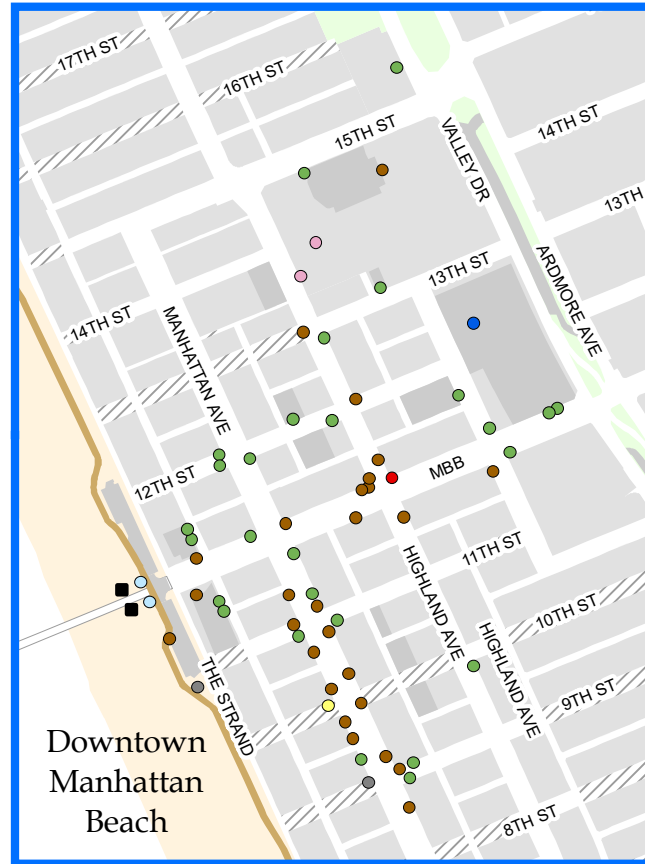 17TH ST
16TH ST
15TH ST
14TH ST
VALLEY DR
13TH
13TH ST
ARDMORE AVE
14TH ST
MANHATTAN AVE
12TH ST
MBB
11TH ST
HIGHLAND AVE
10TH ST
HIGHLAND AVE
THE STRAND
9TH ST
8TH ST
Downtown
Manhattan
Beach